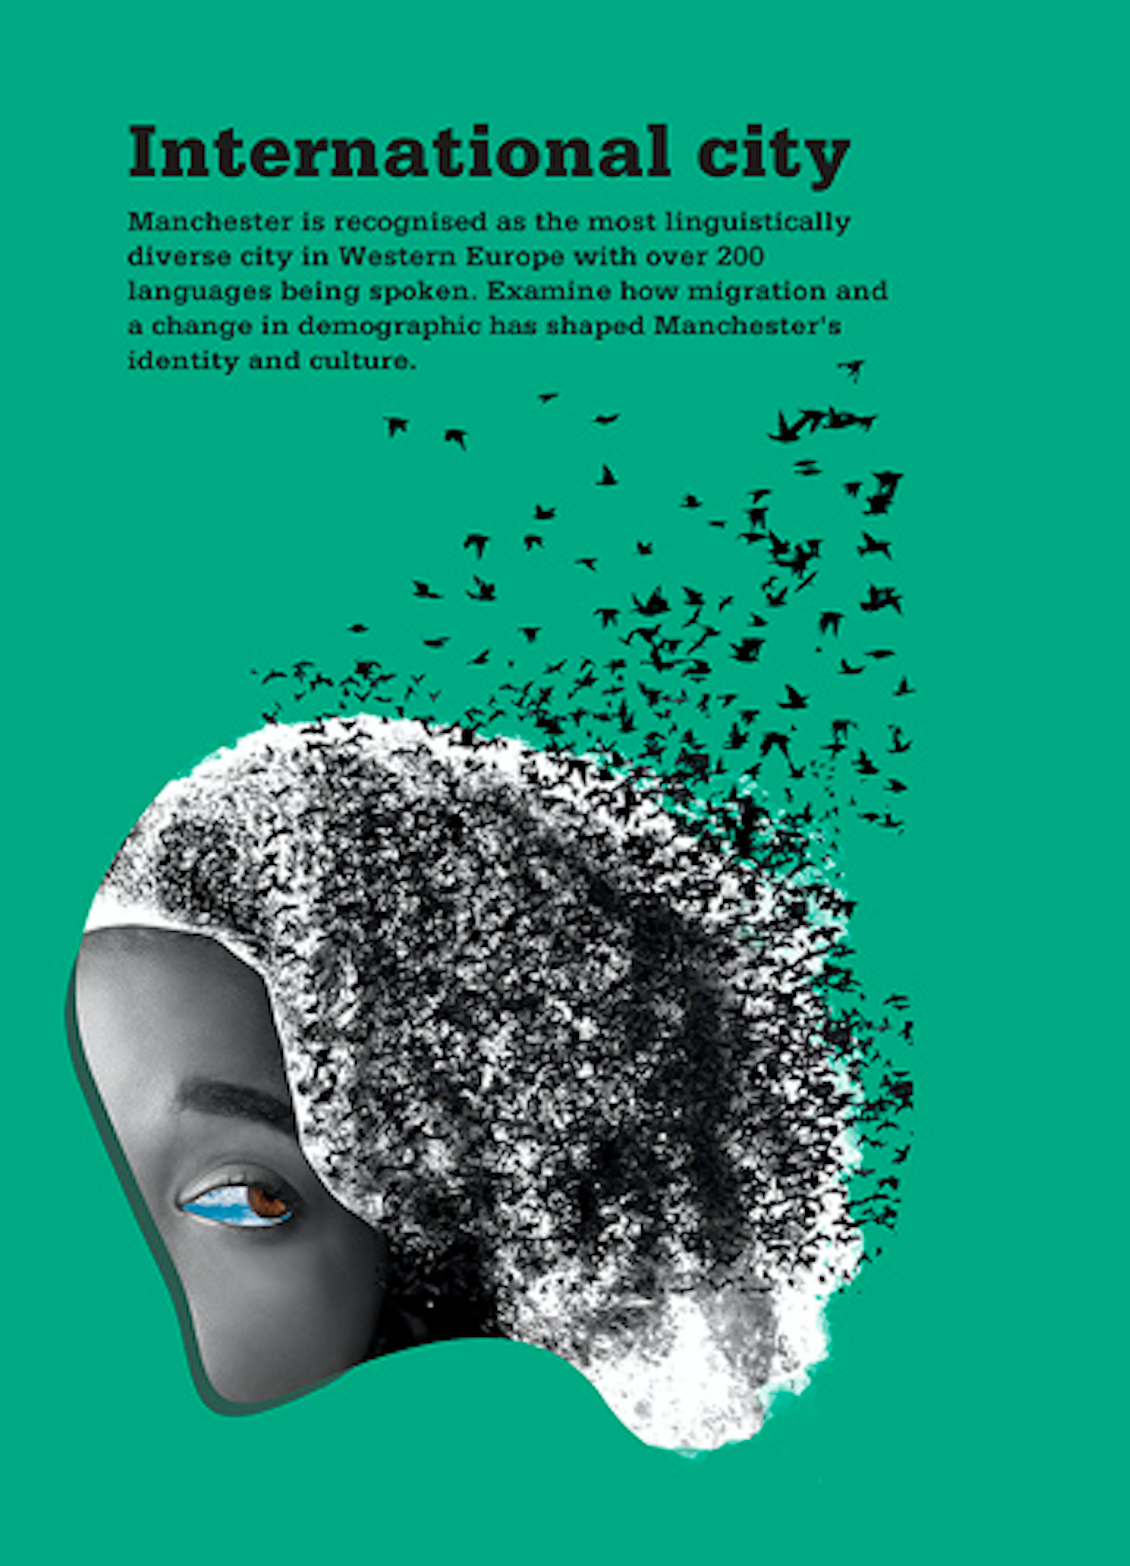 International city
Manchester is recognised as the most linguistically
diverse city in Western Europe with over 200
languages being spoken. Examine how migration and
a change in demographic has shaped Manchester's
identity and culture.